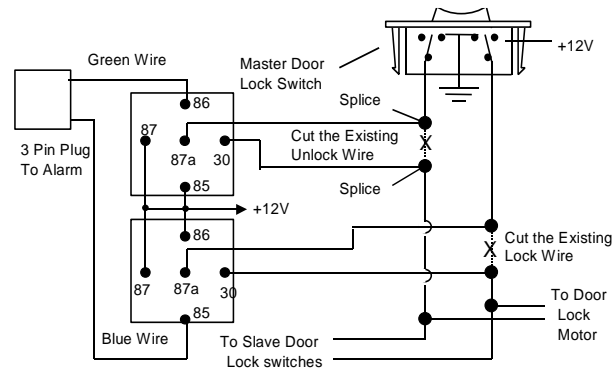 Green Wire
Master Door
Lock Switch
+12V
86
Splice
87
3 Pin Plug
To Alarm
87a
30
Cut the Existing
Unlock Wire
X
85
Splice
+12V
86
X
Cut the Existing
Lock Wire
87
87a
30
To Door
Lock
Motor
85
Blue Wire
To Slave Door
Lock switches